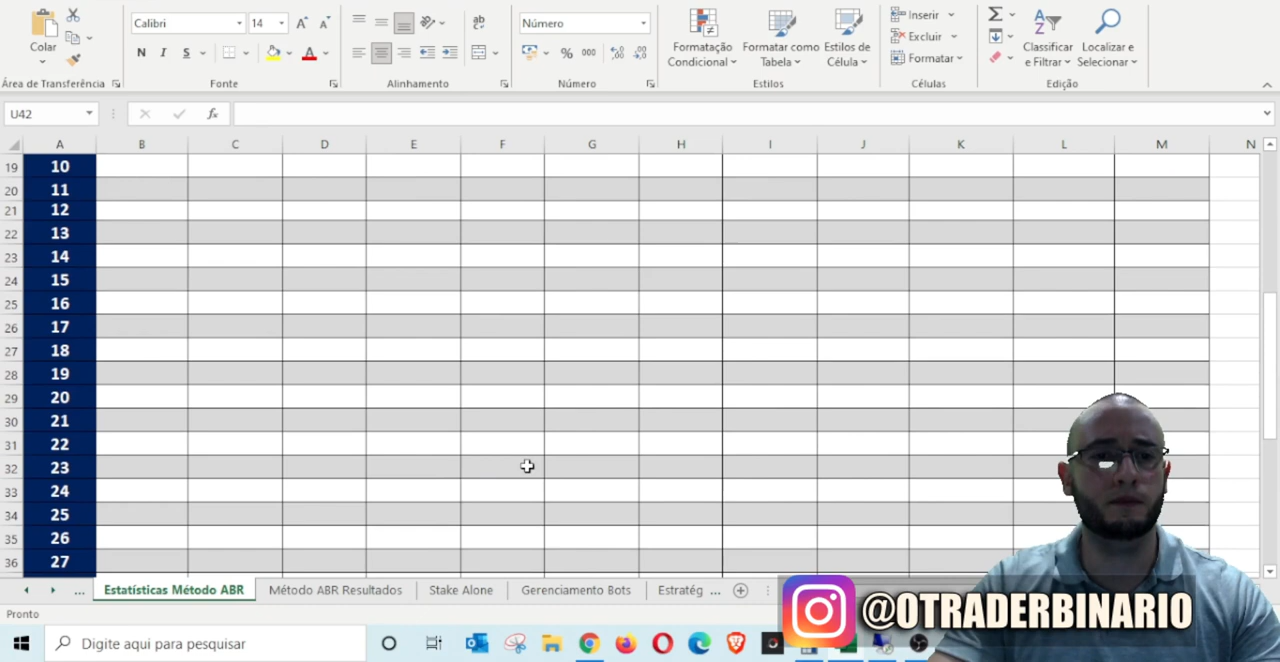 Calibri 14 Número
Colar N I S % 000 Formatação Condicional Formatar como Tabela Estilos de Célula Inserir Excluir Formatar Classificar e Filtrar Localizar e Selecionar
Área de Transferência Fonte Alinhamento Número Estilos Células Edição
U42 fx
A B C D E F G H I J K L M N
19 10
20 11
21 12
22 13
23 14
24 15
25 16
26 17
27 18
28 19
29 20
30 21
31 22
32 23
33 24
34 25
35 26
36 27
... Estatísticas Método ABR Método ABR Resultados Stake Alone Gerenciamento Bots Estratég ...
Pronto
@OTRADERBINARIO
Digite aqui para pesquisar